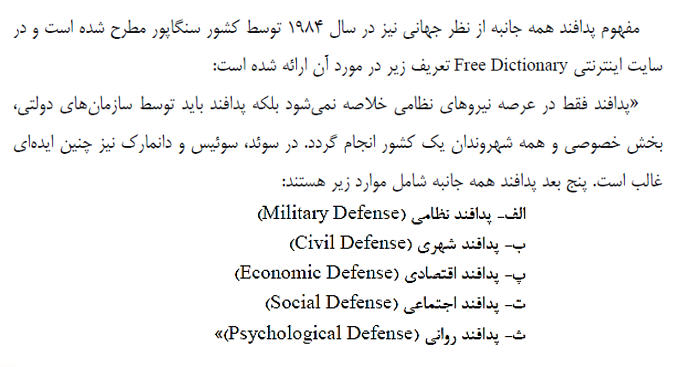 مفهوم پدافند همه جانبه از نظر جهانی نیز در سال ۱۹۸۴ توسط کشور سنگاپور مطرح شده است و در
سایت اینترنتی Free Dictionary تعریف زیر در مورد آن ارائه شده است:
«پدافند فقط در عرصه نیروهای نظامی خلاصه نمی‌شود بلکه پدافند باید توسط سازمان‌های دولتی،
بخش خصوصی و همه شهروندان یک کشور انجام گردد. در سوئد، سوئیس و دانمارک نیز چنین ایده‌ای
غالب است. پنج بعد پدافند همه جانبه شامل موارد زیر هستند:
الف- پدافند نظامی (Military Defense)
ب- پدافند شهری (Civil Defense)
پ- پدافند اقتصادی (Economic Defense)
ت- پدافند اجتماعی (Social Defense)
ث- پدافند روانی (Psychological Defense)»